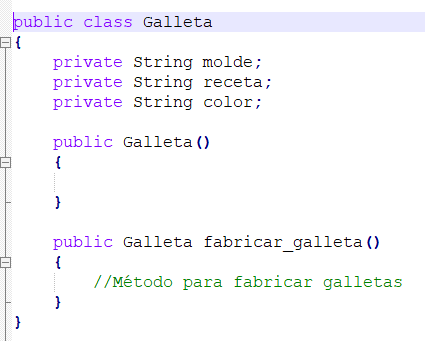 public class Galleta
{
private String molde;
private String receta;
private String color;
public Galleta()
{
}
public Galleta fabricar_galleta()
{
//Método para fabricar galletas
}
}